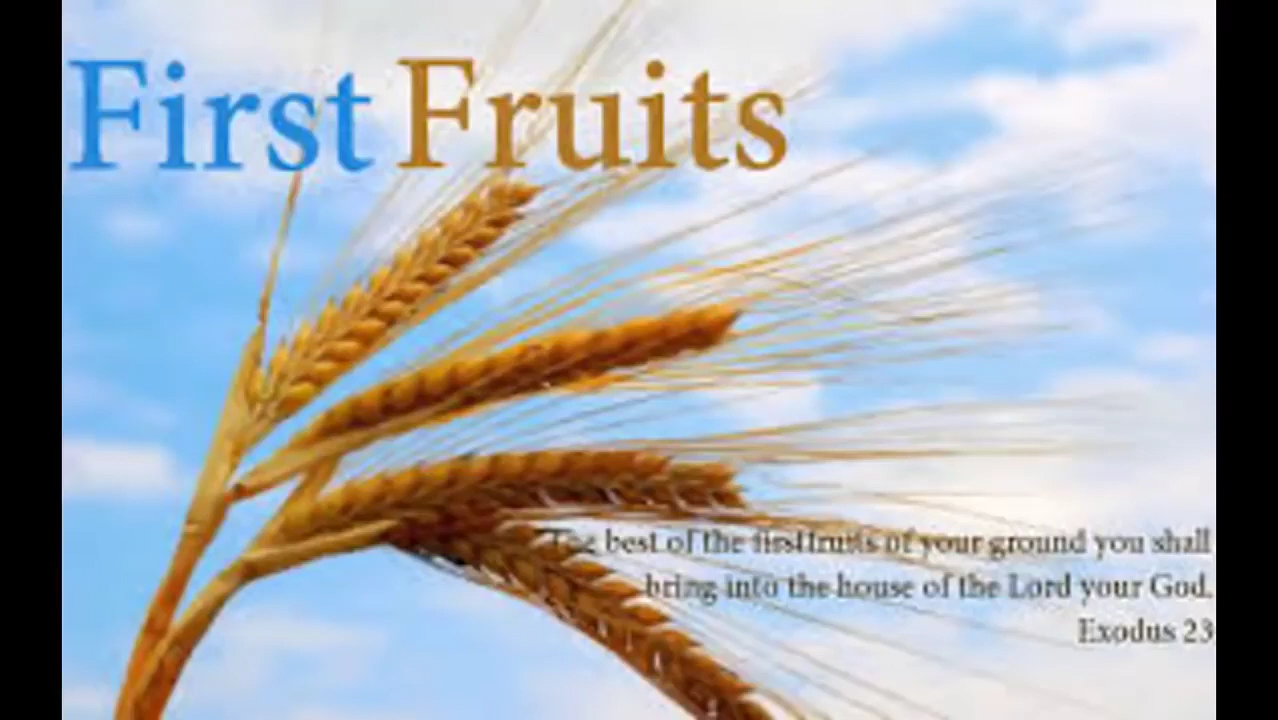 First Fruits
The best of the firstfruits of your ground you shall
bring into the house of the Lord your God.
Exodus 23